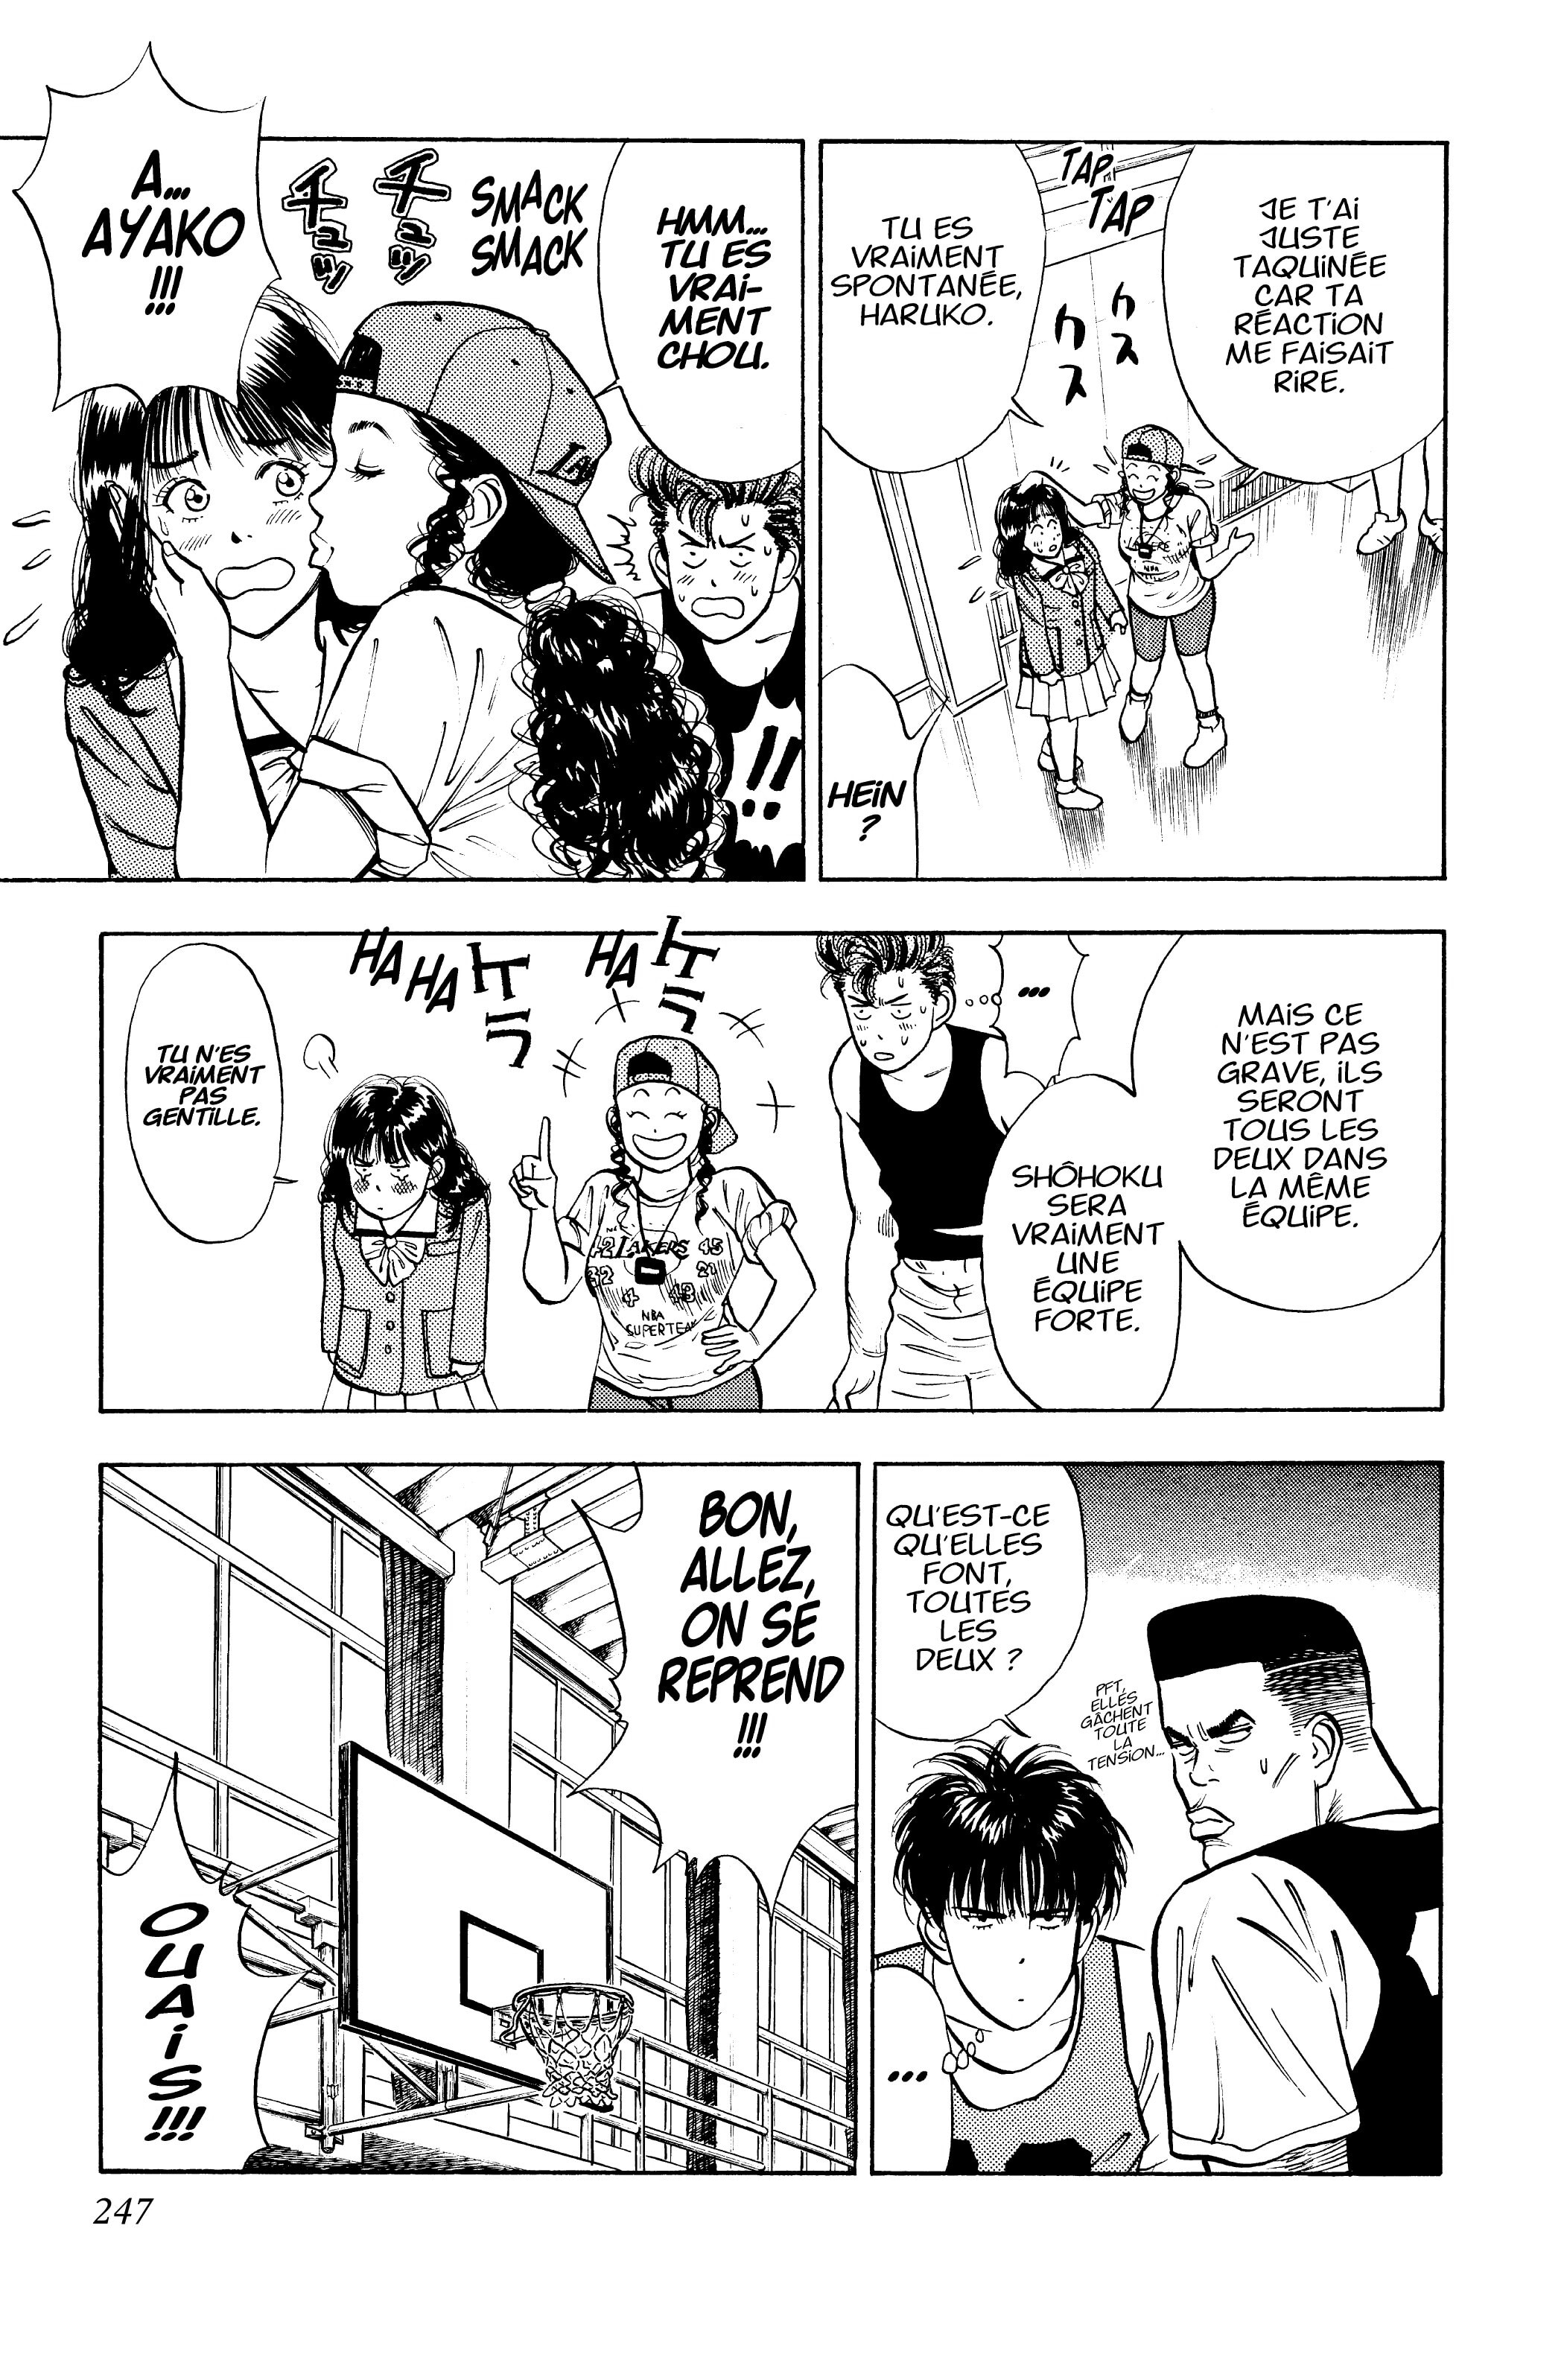 JE T'AI
JUSTE
TAQUINÉE
CAR TA
RÉACTION
ME FAISAIT
RIRE.
TAP
TAP
クス
クス
TU ES
VRAIMENT
SPONTANÉE,
HARUKO.
NBA
HEIN
?
HMM...
TU ES
VRAI-
MENT
CHOU.
SMACK
SMACK
チュッ
チュッ
A...
AYAKO
!!!
!!
MAIS CE
N'EST PAS
GRAVE, ILS
SERONT
TOUS LES
DEUX DANS
LA MÊME
ÉQUIPE.
SHÔHOKU
SERA
VRAIMENT
UNE
ÉQUIPE
FORTE.
...
HA
ケラ
HA HA
ケラ
LAKERS
NBA
TU N'ES
VRAIMENT
PAS
GENTILLE.
QU'EST-CE
QU'ELLES
FONT,
TOUTES
LES
DEUX ?
PFT,
ELLES
GÂCHENT
TOUTE
LA
TENSION...
...
BON,
ALLEZ,
ON SE
REPREND
!!!
OUAIS!!!
247